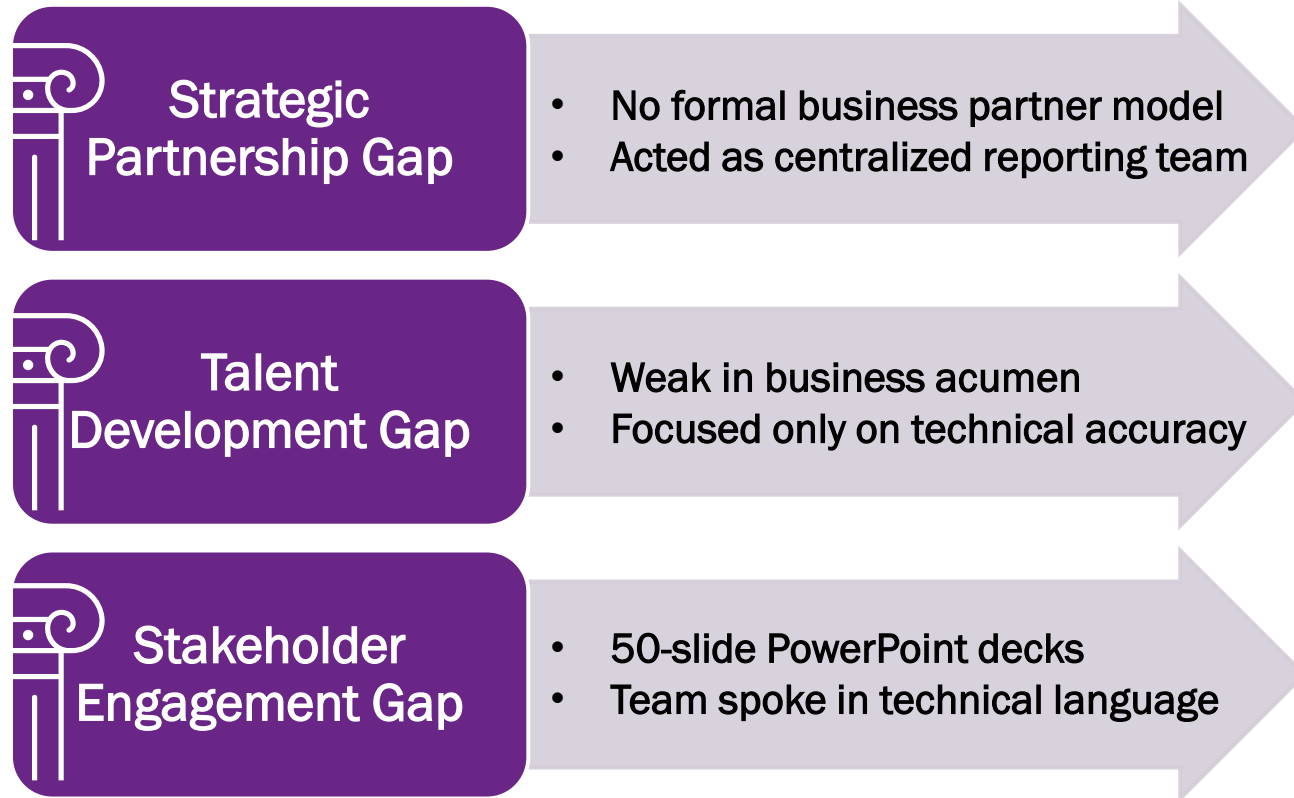 Strategic
Partnership Gap
• No formal business partner model
• Acted as centralized reporting team
Talent
Development Gap
• Weak in business acumen
• Focused only on technical accuracy
Stakeholder
Engagement Gap
• 50-slide PowerPoint decks
• Team spoke in technical language